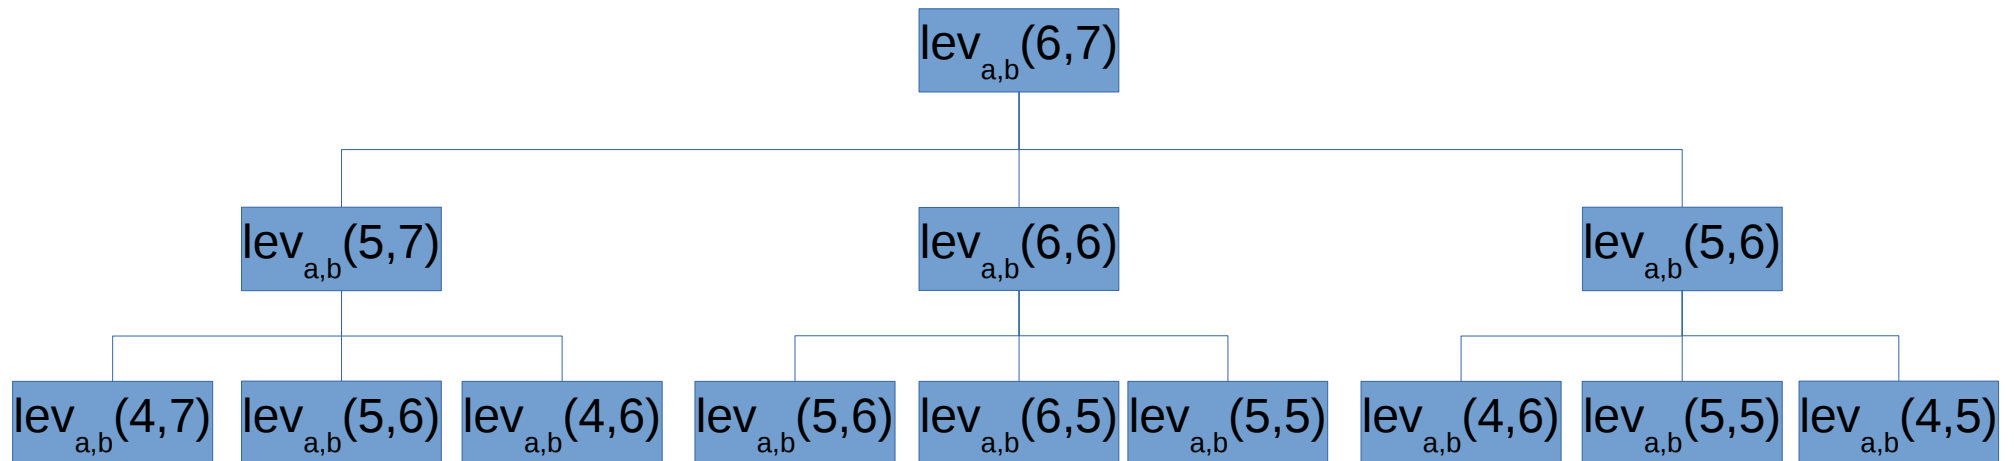 lev a,b (6,7)
lev a,b (5,7) lev a,b (6,6) lev a,b (5,6)
lev a,b (4,7) lev a,b (5,6) lev a,b (4,6) lev a,b (5,6) lev a,b (6,5) lev a,b (5,5) lev a,b (4,6) lev a,b (5,5) lev a,b (4,5)